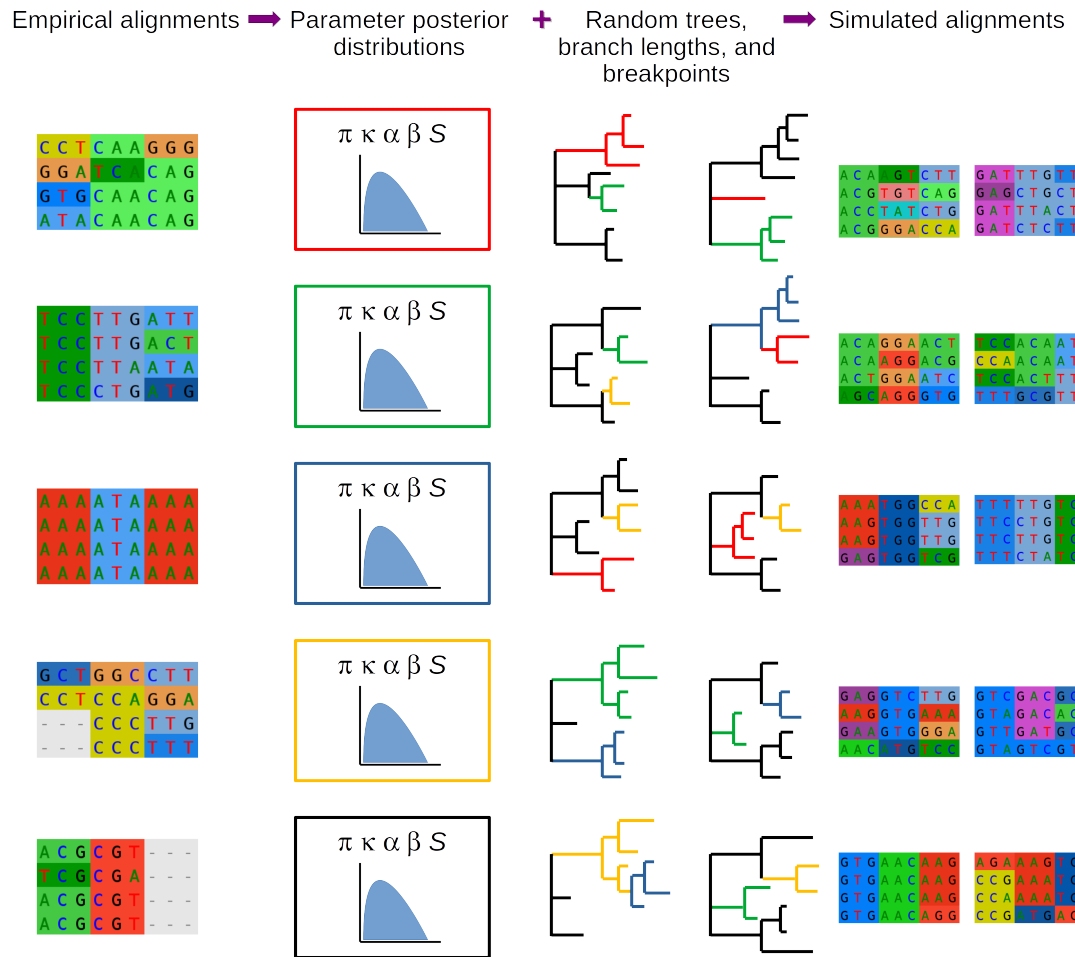 Empirical alignments
Parameter posterior
distributions
+
Random trees,
branch lengths, and
breakpoints
Simulated alignments
C C T C A A G G G
G G A T C A C A G
G T G C A A C A G
A T A C A A C A G
π κ α β S
A C A A G T C T T
A C G T G T C A G
A C C T A T C T G
A C G G G A C C A
G A T T T G T T
G A G C T G C T
G A T T T A C T
G A T C T C T T
T C C T T G A T T
T C C T T G A C T
T C C T T A A T A
T C C C T G A T G
π κ α β S
A C A G G A A C T
A C A A G G A C G
A C T G G A A T C
A G C A G G G T G
T C C A C A A T
C C A A C A A T
T C C A C T T T
T T T G C G T T
A A A A T A A A A
A A A A T A A A A
A A A A T A A A A
A A A A T A A A A
π κ α β S
A A A T G G C C A
A A G T G G T T G
A A G T G G T T G
G A G T G G T C G
T T T T T G T C
T T C C T G T C
T T C T T G T C
T T T C T A T C
G C T G G C C T T
C C T C C A G G A
- - - C C C T T G
- - - C C C T T T
π κ α β S
G A G G T C T T G
A A G G T G A A A
G A A G T G G G A
A A C A T G T C C
G T C G A C G C
G T A G A C A C
G T T G A T G C
G T A G T C G T
A C G C G T - - -
T C G C G A - - -
A C G C G T - - -
A C G C G T - - -
π κ α β S
G T G A A C A A G
G T G A A C A A G
G T G A A C A A G
G T G A A C A G G
A G A A A G T C
C C G A A A T C
C C A A A A T C
C C G A T G A G